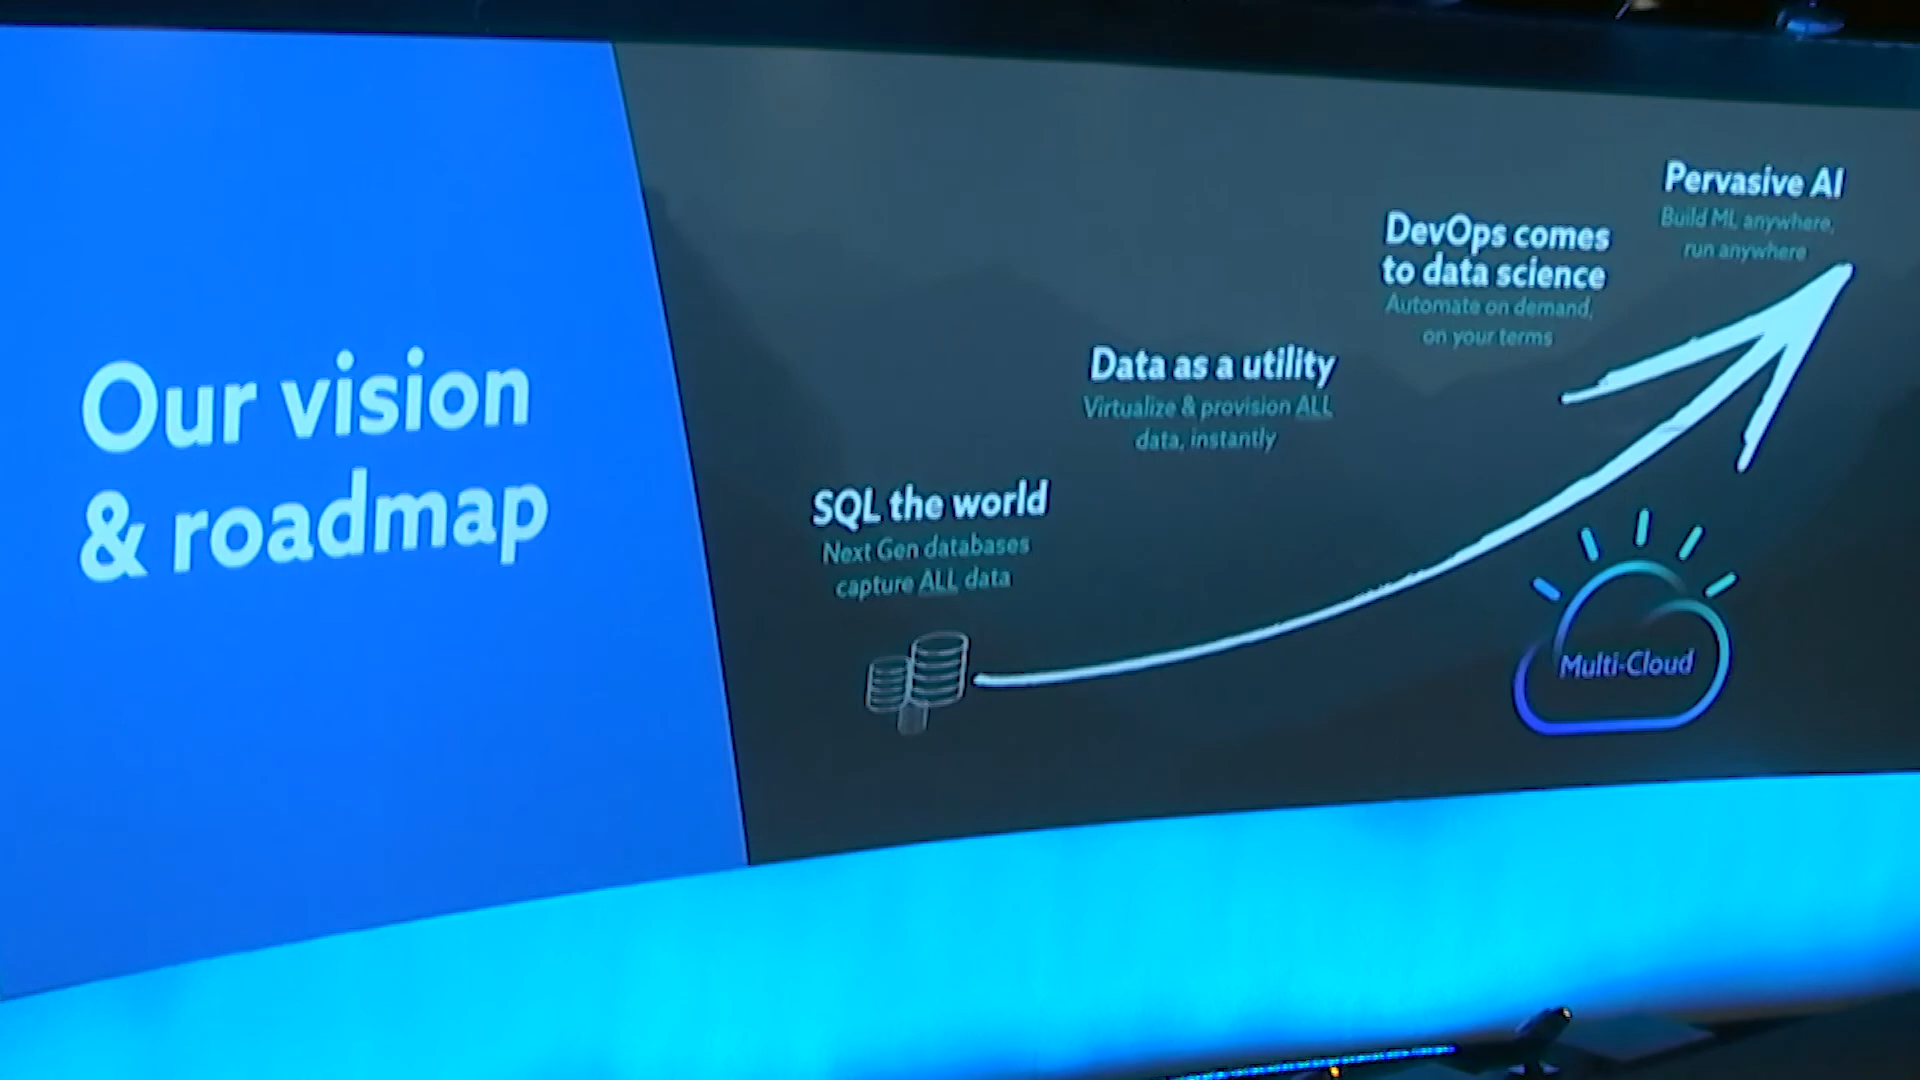 Our vision
& roadmap
SQL the world
Next Gen databases
capture ALL data
Data as a utility
Virtualize & provision ALL
data, instantly
DevOps comes
to data science
Automate on demand,
on your terms
Pervasive AI
Build ML anywhere,
run anywhere
Multi-Cloud